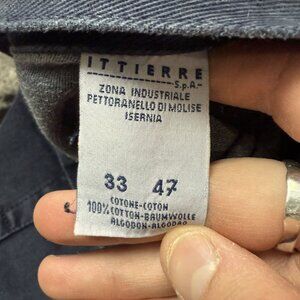 ITTIERRE
S.p.A.
ZONA INDUSTRIALE
PETTORANELLO DI MOLISE
ISERNIA
33 47
100% COTONE-COTON
COTTON-BAUMWOLLE
ALGODON-ALGODAO